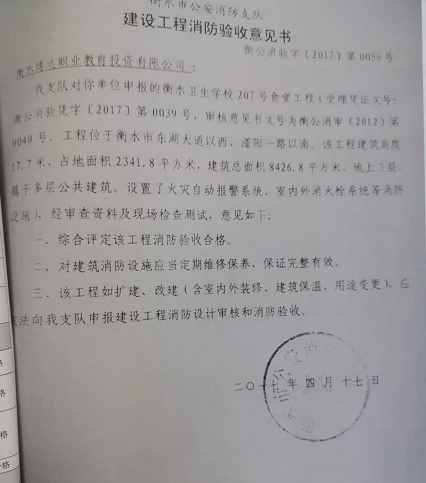 衡水市公安消防支队
建设工程消防验收意见书
衡公消验字〔2017〕第0056号
职业教育投资有限公司：
我支队对你单位申报的衡水卫生学校207号食堂工程（受理凭证文号：
衡公消验凭字〔2017〕第0039号，审核意见书文号为衡公消审〔2012〕第
0040号。工程位于衡水市东湖大道以西，滏阳一路以南。该工程建筑高度
17.7米，占地面积2341.8平方米，建筑总面积8426.8平方米，地上3层，
属于多层公共建筑。设置了火灾自动报警系统、室内外消火栓系统等消防
设施），经审查资料及现场检查测试，意见如下：
一、综合评定该工程消防验收合格。
二、对建筑消防设施应当定期维修保养，保证完整有效。
三、该工程如扩建、改建（含室内外装修、建筑保温、用途变更），应
依法向我支队申报建设工程消防设计审核和消防验收。
二〇一 年四月十七日
格
格
格
格